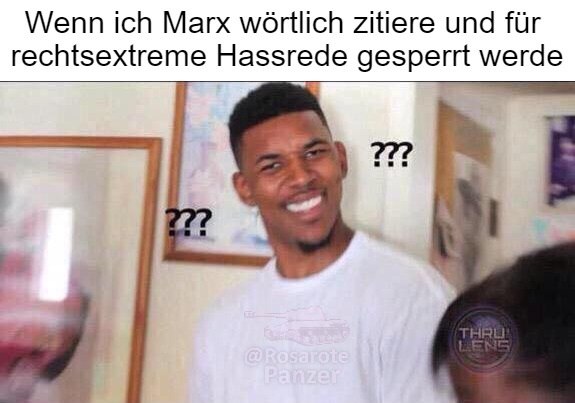 Wenn ich Marx wörtlich zitiere und für
rechtsextreme Hassrede gesperrt werde
???
???
@Rosarote
Panzer
THRU
LENS